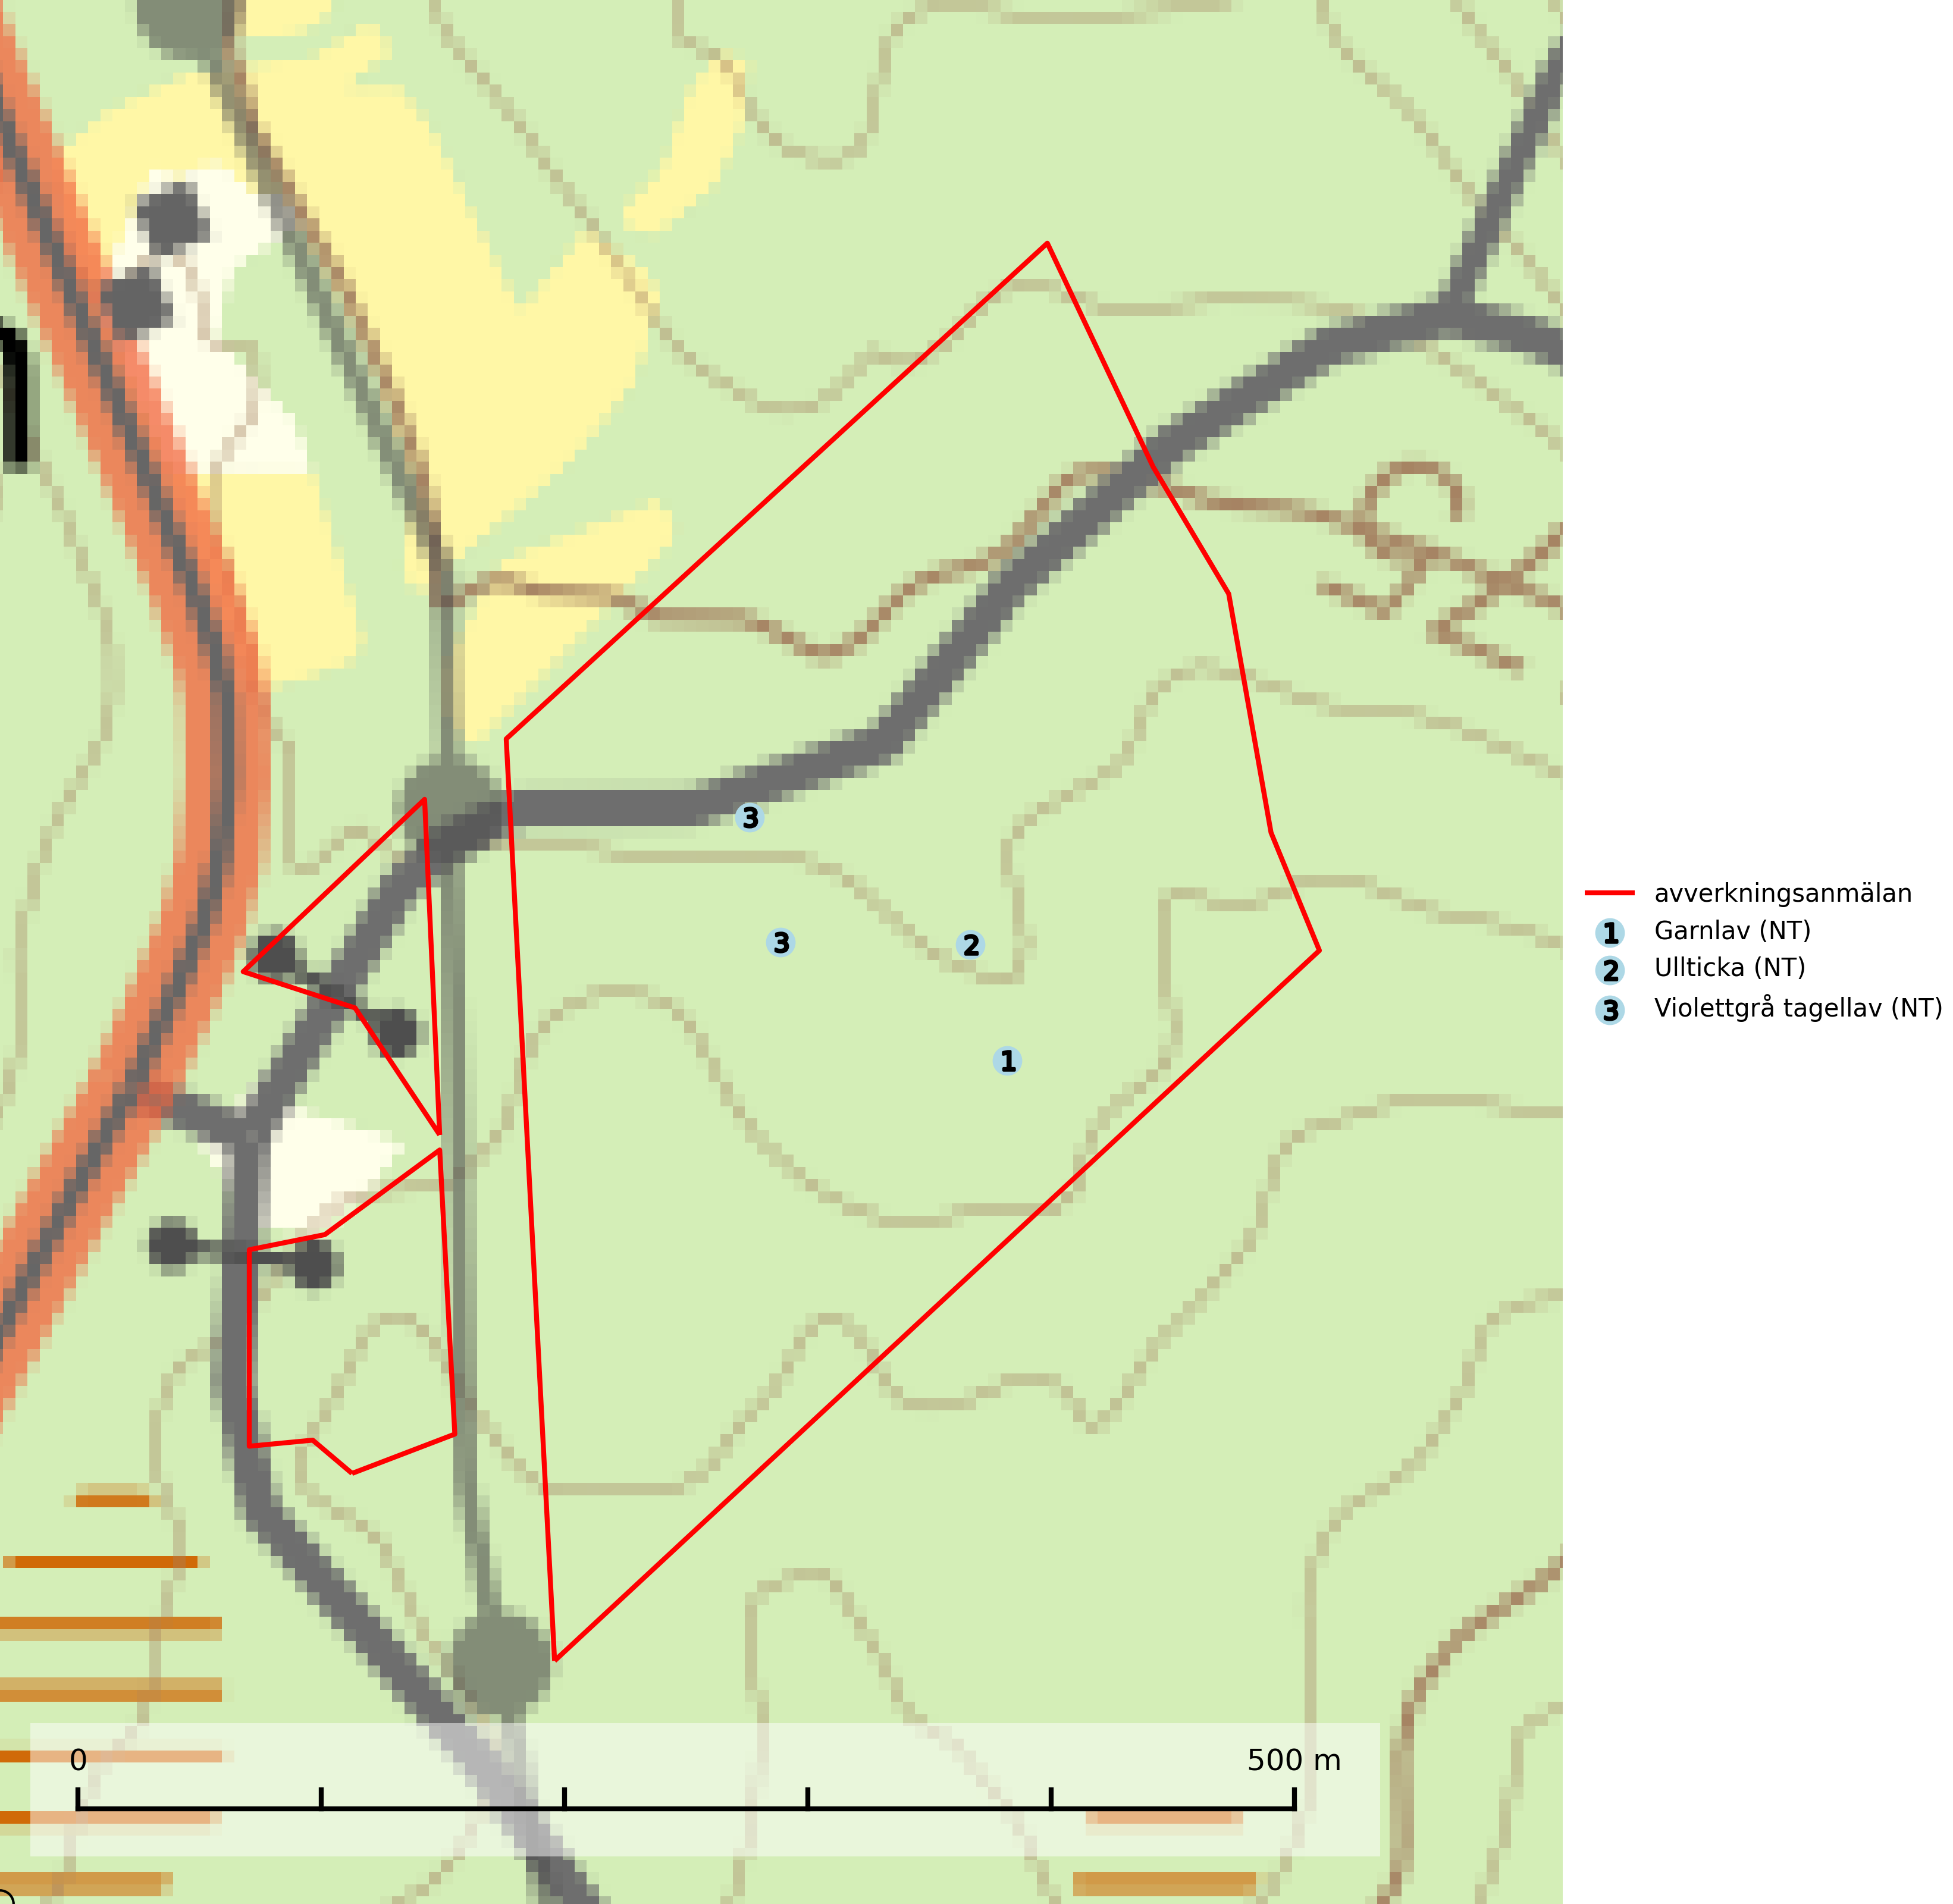 3
3
2
1
avverkningsanmälan
1 Garnlav (NT)
2 Ullticka (NT)
3 Violettgrå tagellav (NT)
0 500 m